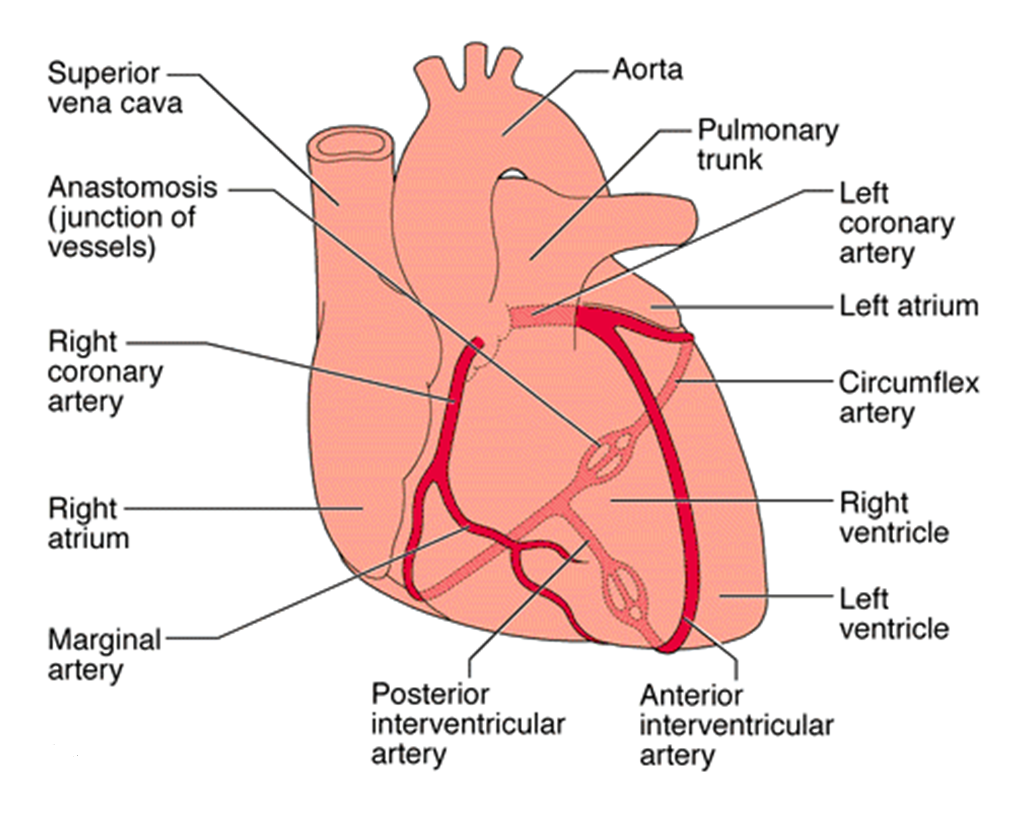 Superior
vena cava
Anastomosis
(junction of
vessels)
Right
coronary
artery
Right
atrium
Marginal
artery
Posterior
interventricular
artery
Anterior
interventricular
artery
Aorta
Pulmonary
trunk
Left
coronary
artery
Left atrium
Circumflex
artery
Right
ventricle
Left
ventricle